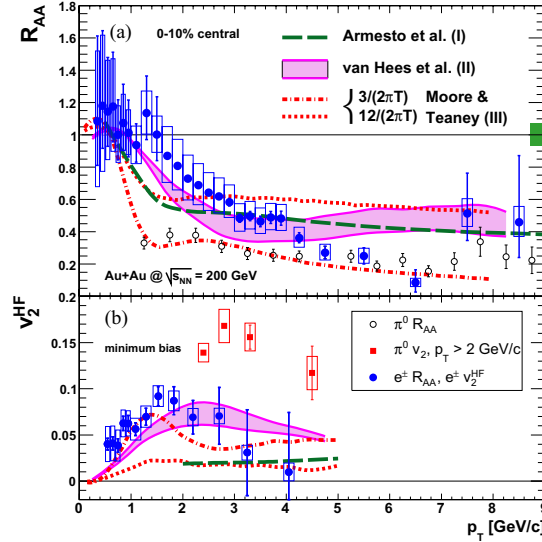 R_AA
(a)
0-10% central
Armesto et al. (I)
van Hees et al. (II)
3/(2πT) Moore &
12/(2πT) Teaney (III)
1.8
1.6
1.4
1.2
1
0.8
0.6
0.4
0.2
Au+Au @ √s_NN = 200 GeV
v_2^HF
(b)
minimum bias
π⁰ R_AA
π⁰ v_2, p_T > 2 GeV/c
e^± R_AA, e^± v_2^HF
0.2
0.15
0.1
0.05
0
0 1 2 3 4 5 6 7 8 9
p_T [GeV/c]